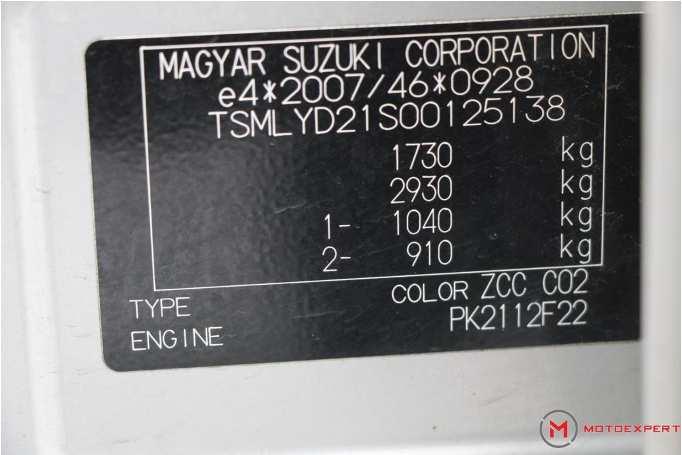 MAGYAR SUZUKI CORPORATION
e4*2007/46*0928
TSMLYD21S00125138
1730 kg
2930 kg
1- 1040 kg
2- 910 kg
TYPE COLOR ZCC C02
ENGINE PK2112F22
MOTOEXPERT